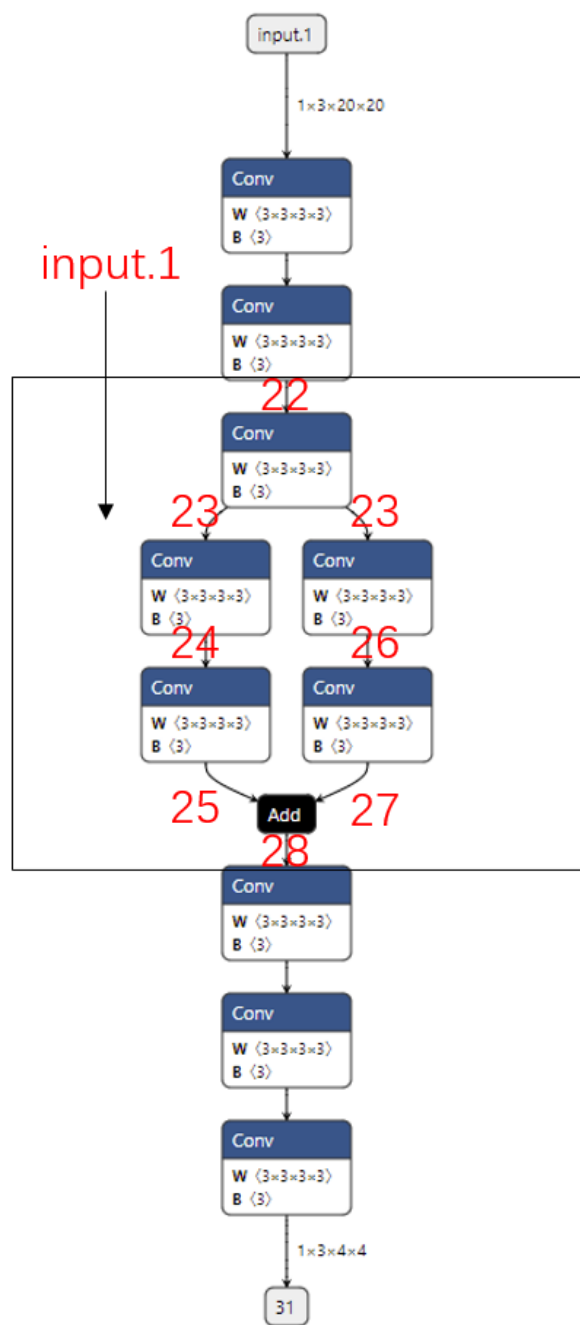 input.1
1×3×20×20
Conv
W ⟨3×3×3×3⟩
B ⟨3⟩
input.1
Conv
W ⟨3×3×3×3⟩
B ⟨3⟩
22
Conv
W ⟨3×3×3×3⟩
B ⟨3⟩
23 23
Conv Conv
W ⟨3×3×3×3⟩ W ⟨3×3×3×3⟩
B ⟨3⟩ B ⟨3⟩
24 26
Conv Conv
W ⟨3×3×3×3⟩ W ⟨3×3×3×3⟩
B ⟨3⟩ B ⟨3⟩
25 Add 27
28
Conv
W ⟨3×3×3×3⟩
B ⟨3⟩
Conv
W ⟨3×3×3×3⟩
B ⟨3⟩
Conv
W ⟨3×3×3×3⟩
B ⟨3⟩
1×3×4×4
31